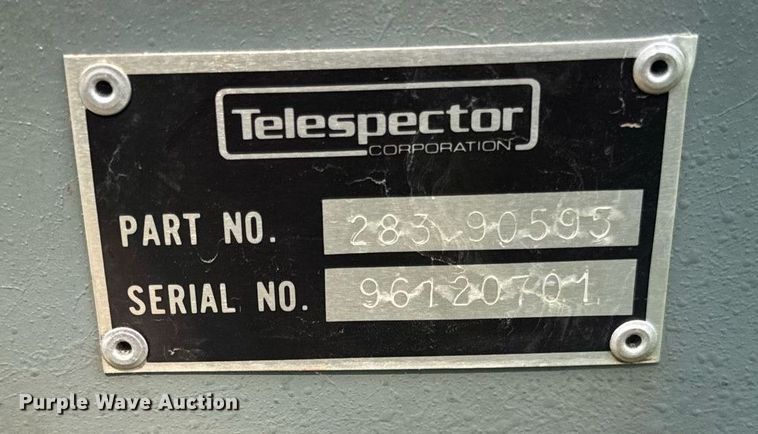 Telespector
CORPORATION
PART NO. 283 90595
SERIAL NO. 96120701
Purple Wave Auction